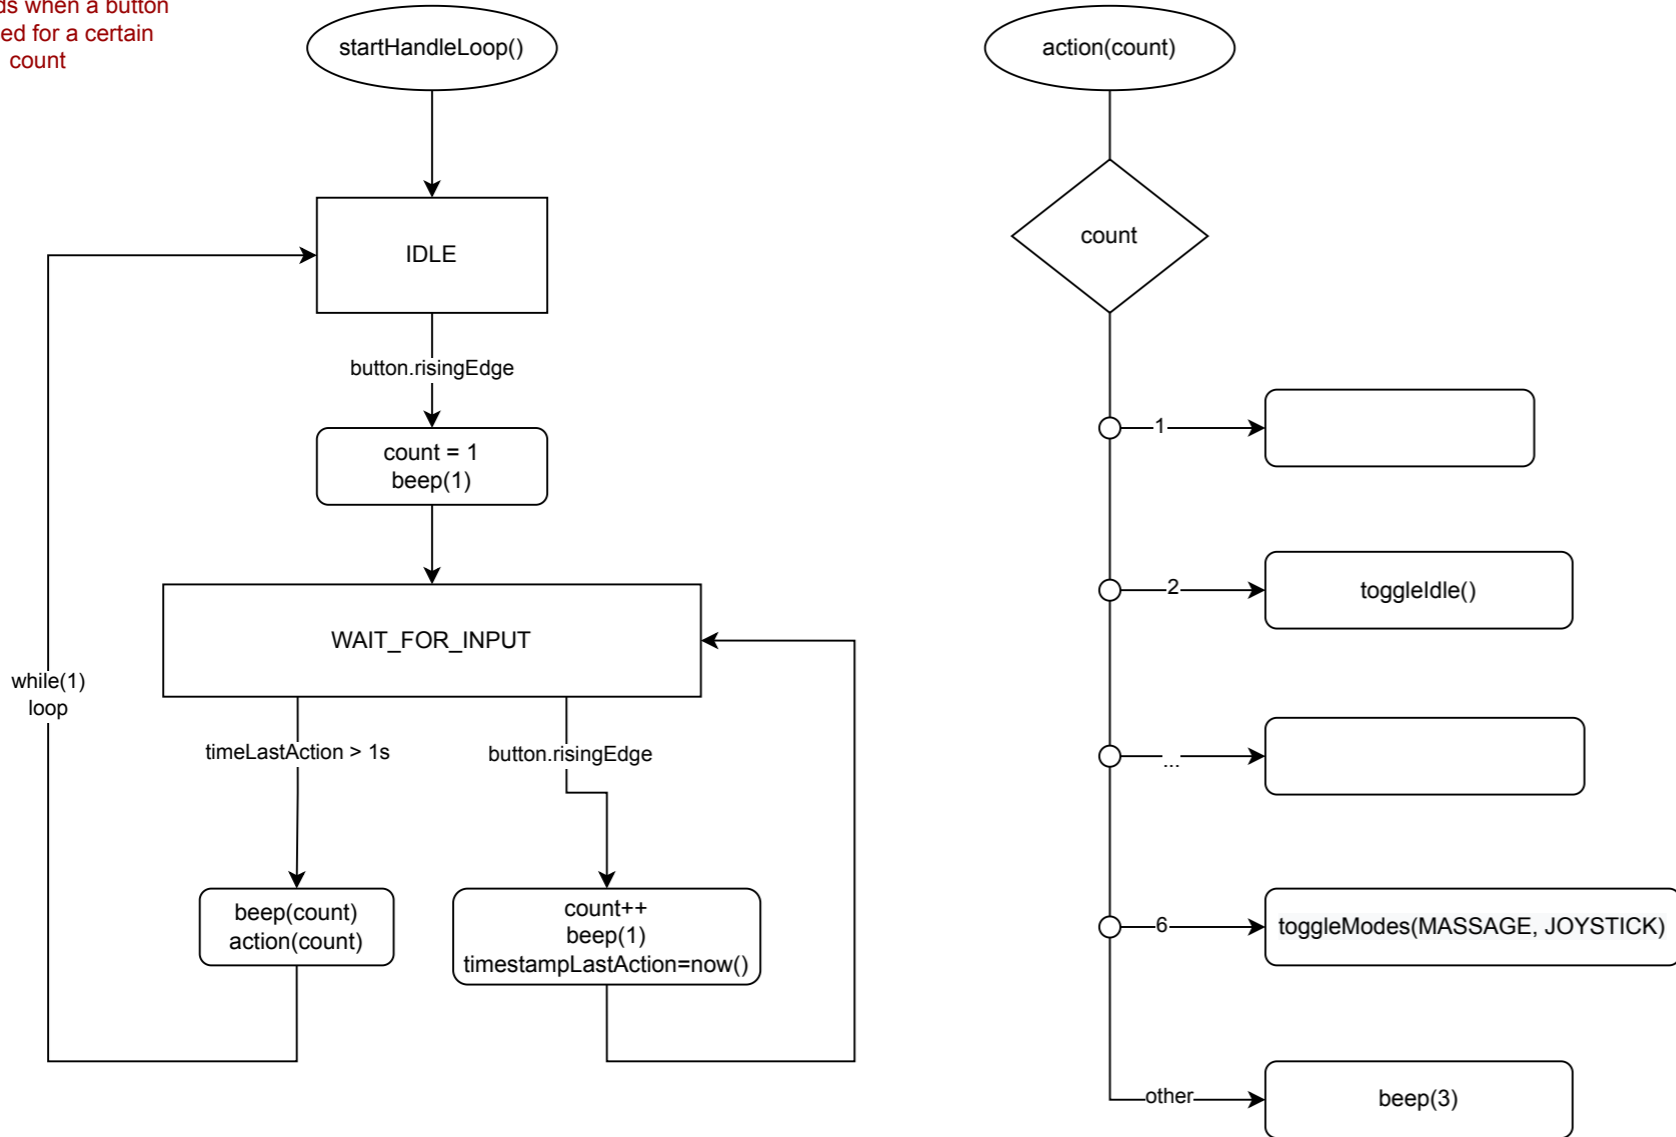 when a button
for a certain
count
startHandleLoop()
IDLE
button.risingEdge
count = 1
beep(1)
WAIT_FOR_INPUT
while(1)
loop
timeLastAction > 1s
button.risingEdge
beep(count)
action(count)
count++
beep(1)
timestampLastAction=now()
action(count)
count
1
2
toggleIdle()
...
6
toggleModes(MASSAGE, JOYSTICK)
other
beep(3)